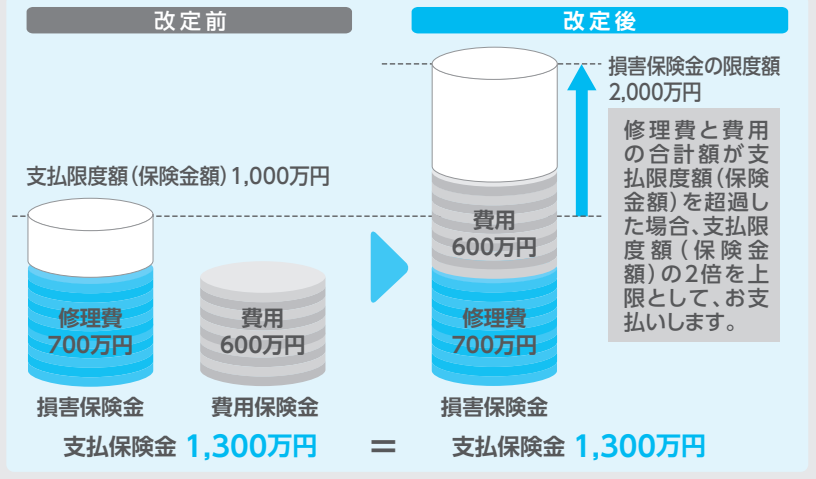 改定前
支払限度額(保険金額)1,000万円
修理費
700万円
費用
600万円
損害保険金
費用保険金
支払保険金 1,300万円
=
改定後
損害保険金の限度額
2,000万円
修理費と費用
の合計額が支
払限度額(保険
金額)を超過し
た場合、支払限
度額(保険金
額)の2倍を上
限として、お支
払いします。
費用
600万円
修理費
700万円
損害保険金
支払保険金 1,300万円